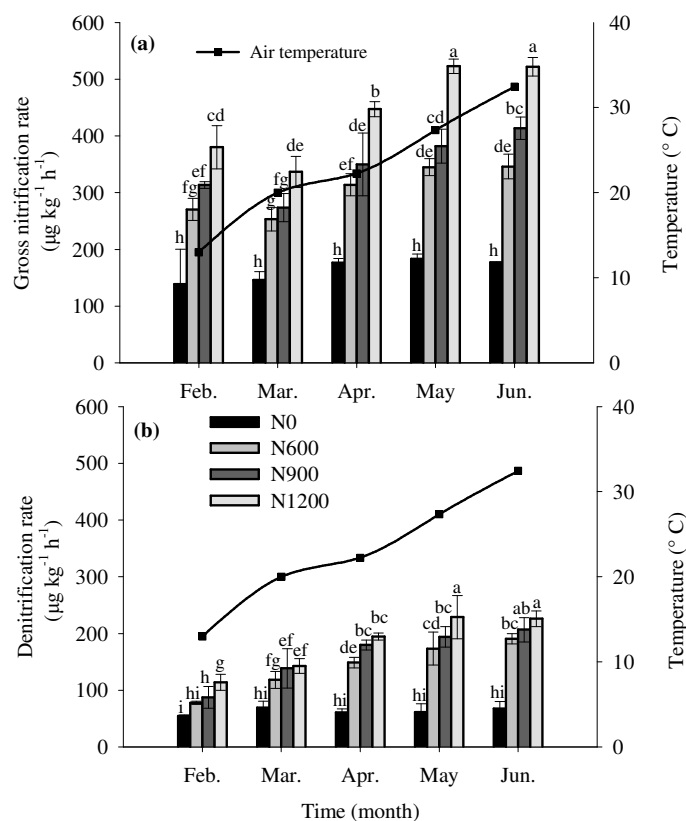 (a)
Air temperature
Gross nitrification rate
(μg kg-1 h-1)
Temperature (° C)
600
500
400
300
200
100
0
40
30
20
10
0
h fg ef cd
h g fg de
h ef de b
h de cd a
h de bc a
Feb. Mar. Apr. May Jun.
(b)
N0
N600
N900
N1200
Denitrification rate
(μg kg-1 h-1)
Temperature (° C)
600
500
400
300
200
100
0
40
30
20
10
0
i hi h g
hi fg ef ef
hi de bc bc
hi cd bc a
hi bc ab a
Feb. Mar. Apr. May Jun.
Time (month)